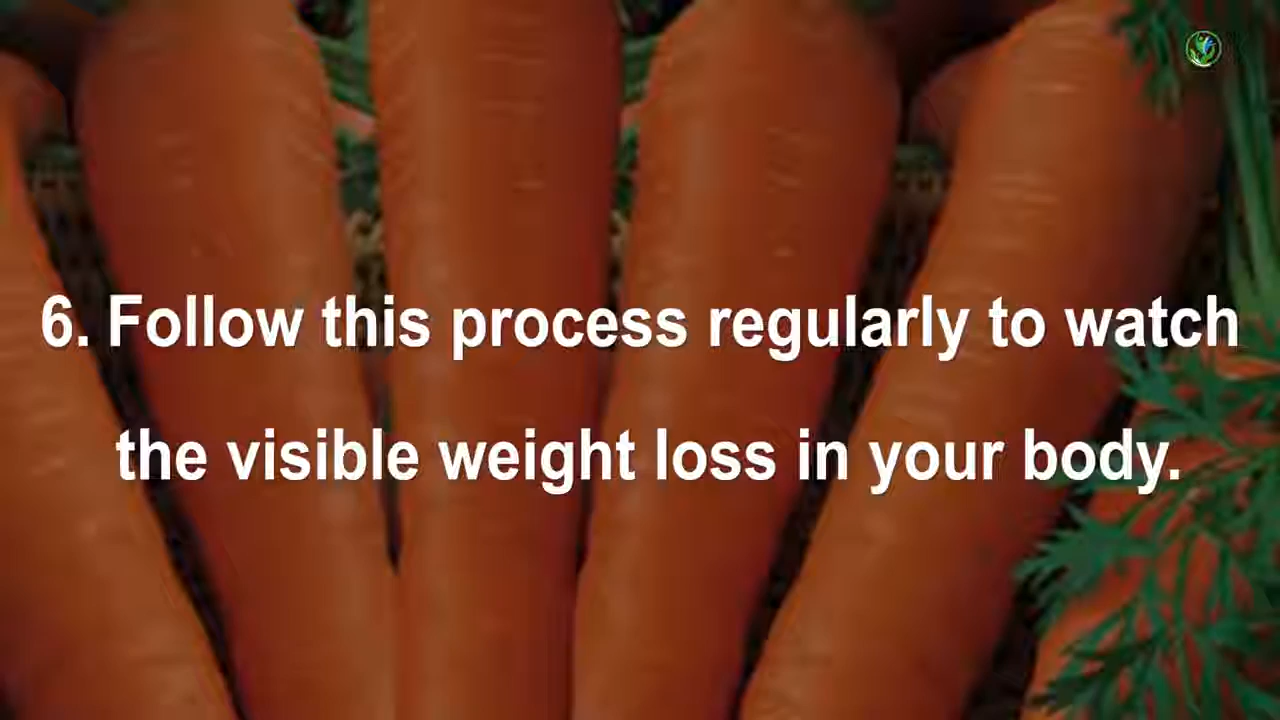 6. Follow this process regularly to watch
the visible weight loss in your body.